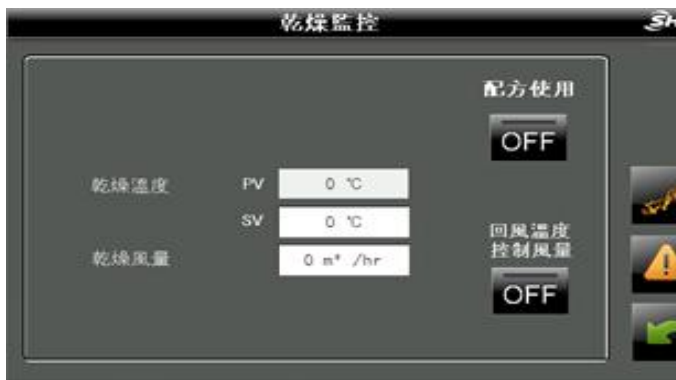 乾燥監控
配方使用
OFF
乾燥溫度 PV 0 ℃
SV 0 ℃
乾燥風量 0 m³ /hr
回風溫度
控制風量
OFF